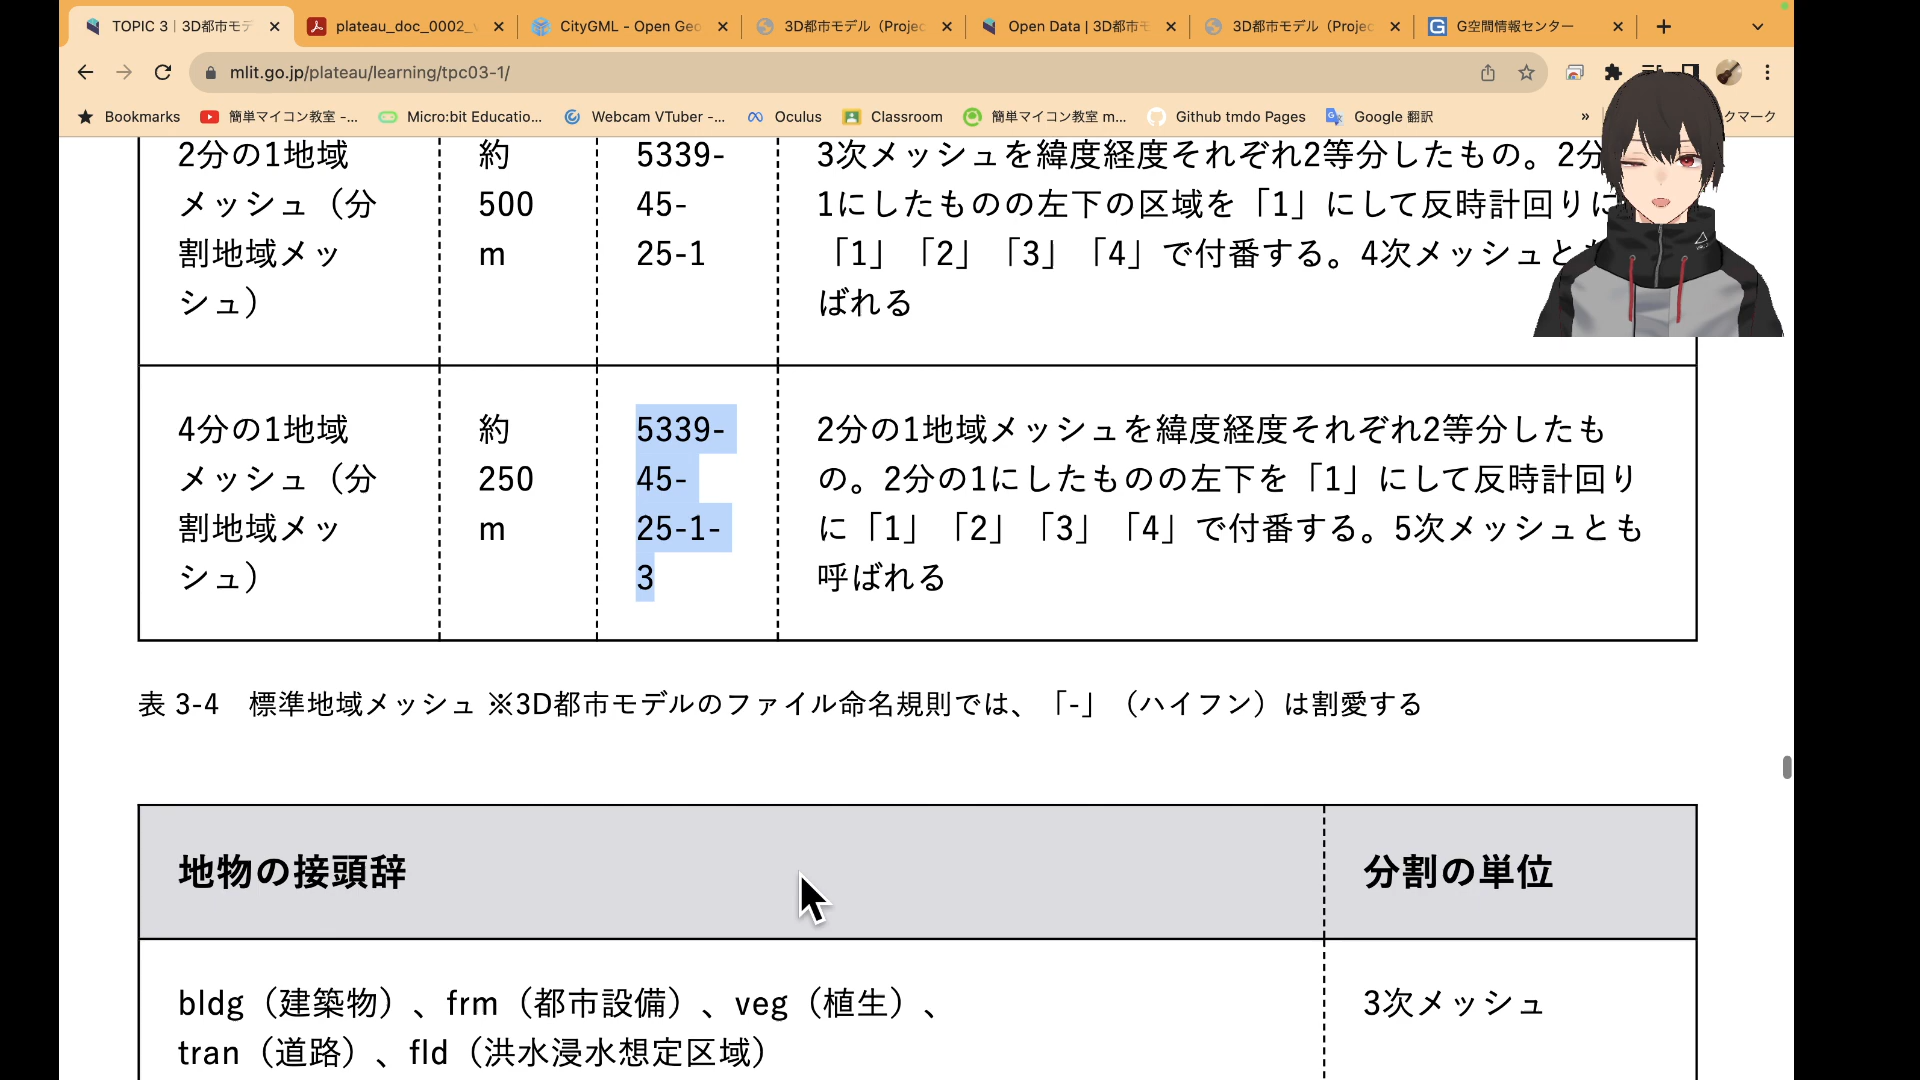 TOPIC 3 | 3D都市モデ
plateau_doc_0002_
CityGML - Open Geo
3D都市モデル（Projec
Open Data | 3D都市モ
3D都市モデル（Projec
G空間情報センター
mlit.go.jp/plateau/learning/tpc03-1/
Bookmarks
簡単マイコン教室 -...
Micro:bit Educatio...
Webcam VTuber -...
Oculus
Classroom
簡単マイコン教室 m...
Github tmdo Pages
Google 翻訳
»
クマーク
2分の1地域
メッシュ（分
割地域メッ
シュ）
約
500
m
5339-
45-
25-1
3次メッシュを緯度経度それぞれ2等分したもの。2分
1にしたものの左下の区域を「1」にして反時計回りに
「1」「2」「3」「4」で付番する。4次メッシュと
ばれる
4分の1地域
メッシュ（分
割地域メッ
シュ）
約
250
m
5339-
45-
25-1-
3
2分の1地域メッシュを緯度経度それぞれ2等分したも
の。2分の1にしたものの左下を「1」にして反時計回り
に「1」「2」「3」「4」で付番する。5次メッシュとも
呼ばれる
表 3-4　標準地域メッシュ ※3D都市モデルのファイル命名規則では、「-」（ハイフン）は割愛する
地物の接頭辞
分割の単位
bldg（建築物）、frm（都市設備）、veg（植生）、
tran（道路）、fld（洪水浸水想定区域）
3次メッシュ